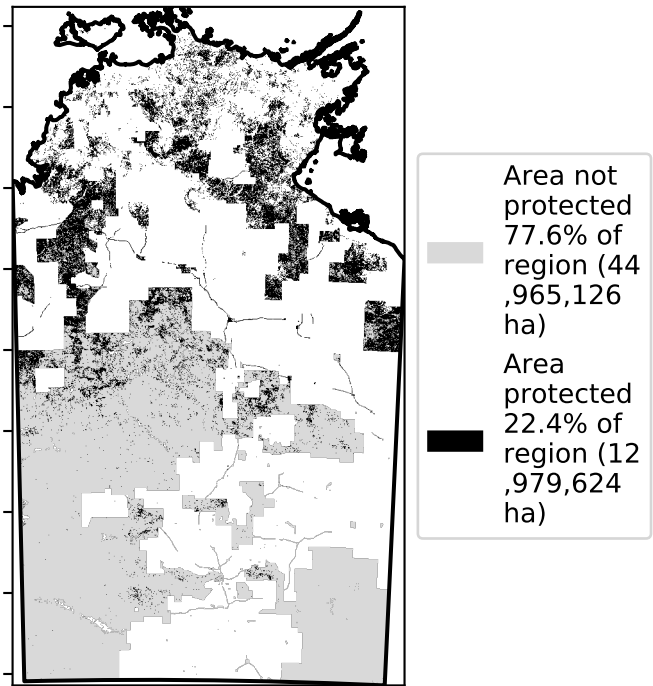 Area not
protected
77.6% of
region (44
,965,126
ha)
Area
protected
22.4% of
region (12
,979,624
ha)